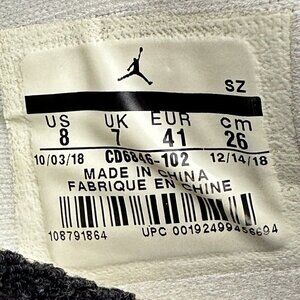 SZ
US UK EUR cm
8 7 41 26
10/03/18 CD6846-102 12/14/18
MADE IN CHINA
FABRIQUE EN CHINE
108791864 UPC 00192499456694